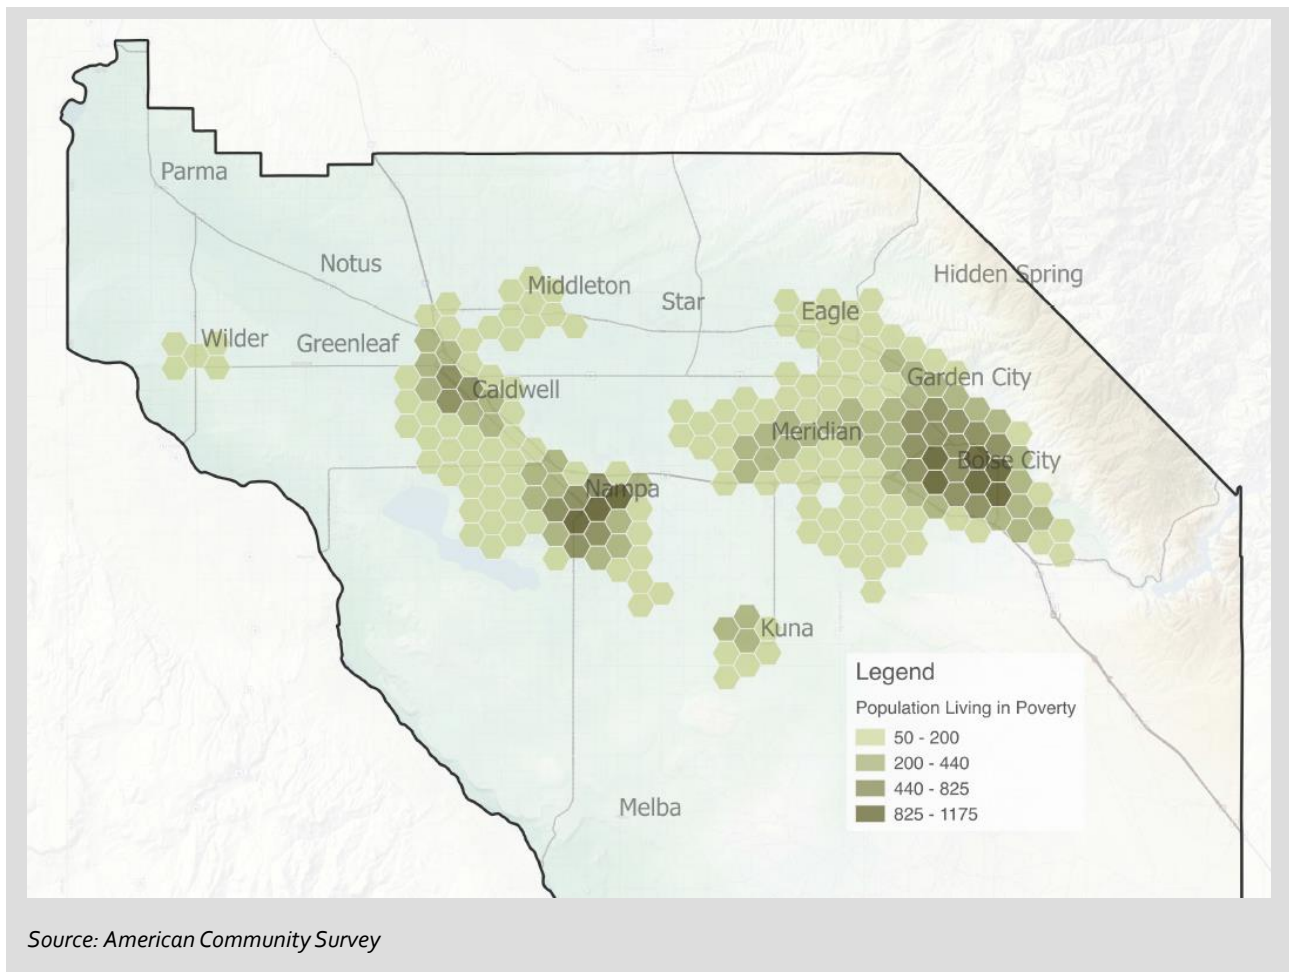 Parma
Notus
Hidden Spring
Middleton
Star
Eagle
Wilder
Greenleaf
Garden City
Caldwell
Meridian
Boise City
Nampa
Kuna
Legend
Population Living in Poverty
50 - 200
200 - 440
440 - 825
825 - 1175
Melba
Source: American Community Survey